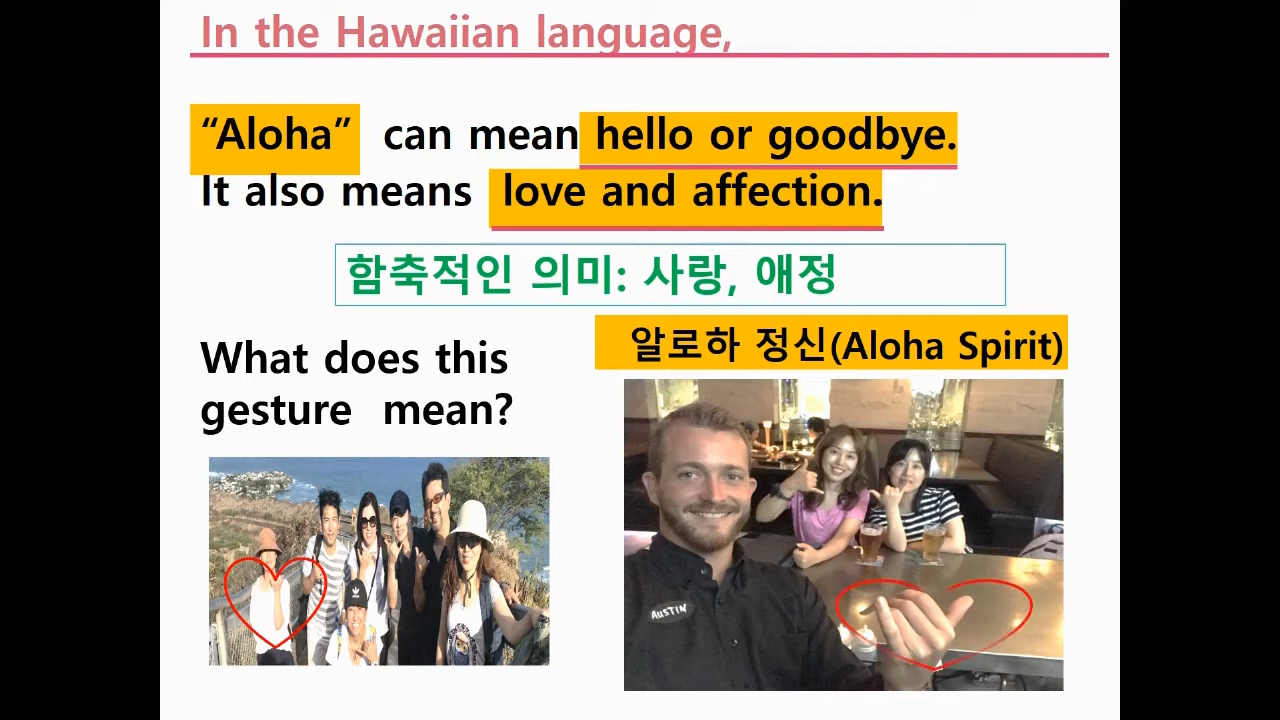 In the Hawaiian language,
“Aloha” can mean hello or goodbye.
It also means love and affection.
함축적인 의미: 사랑, 애정
What does this
gesture mean?
알로하 정신(Aloha Spirit)
AUSTIN